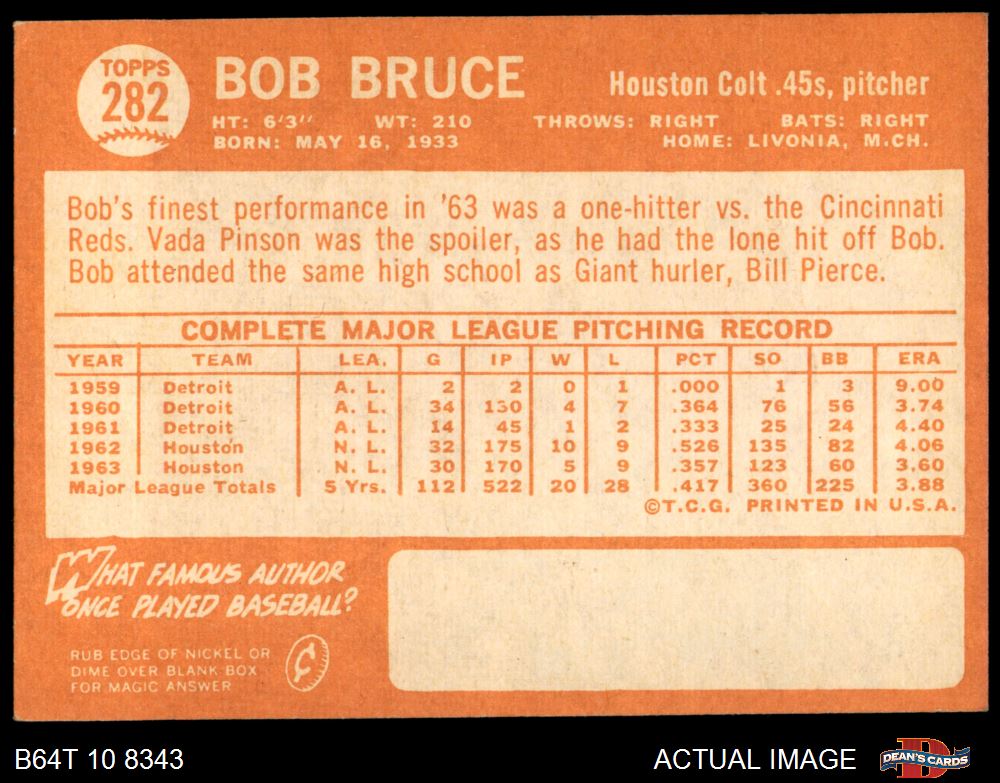 TOPPS
282
BOB BRUCE
Houston Colt .45s, pitcher
HT: 6'3" WT: 210 THROWS: RIGHT BATS: RIGHT
BORN: MAY 16, 1933 HOME: LIVONIA, M.CH.
Bob's finest performance in '63 was a one-hitter vs. the Cincinnati
Reds. Vada Pinson was the spoiler, as he had the lone hit off Bob.
Bob attended the same high school as Giant hurler, Bill Pierce.
COMPLETE MAJOR LEAGUE PITCHING RECORD
YEAR TEAM LEA. G IP W L PCT SO BB ERA
1959 Detroit A. L. 2 2 0 1 .000 1 3 9.00
1960 Detroit A. L. 34 130 4 7 .364 76 56 3.74
1961 Detroit A. L. 14 45 1 2 .333 25 24 4.40
1962 Houston N. L. 32 175 10 9 .526 135 82 4.06
1963 Houston N. L. 30 170 5 9 .357 123 60 3.60
Major League Totals 5 Yrs. 112 522 20 28 .417 360 225 3.88
©T.C.G. PRINTED IN U.S.A.
WHAT FAMOUS AUTHOR
ONCE PLAYED BASEBALL?
RUB EDGE OF NICKEL OR
DIME OVER BLANK BOX
FOR MAGIC ANSWER
¢
B64T 10 8343
ACTUAL IMAGE
D
DEAN'S CARDS